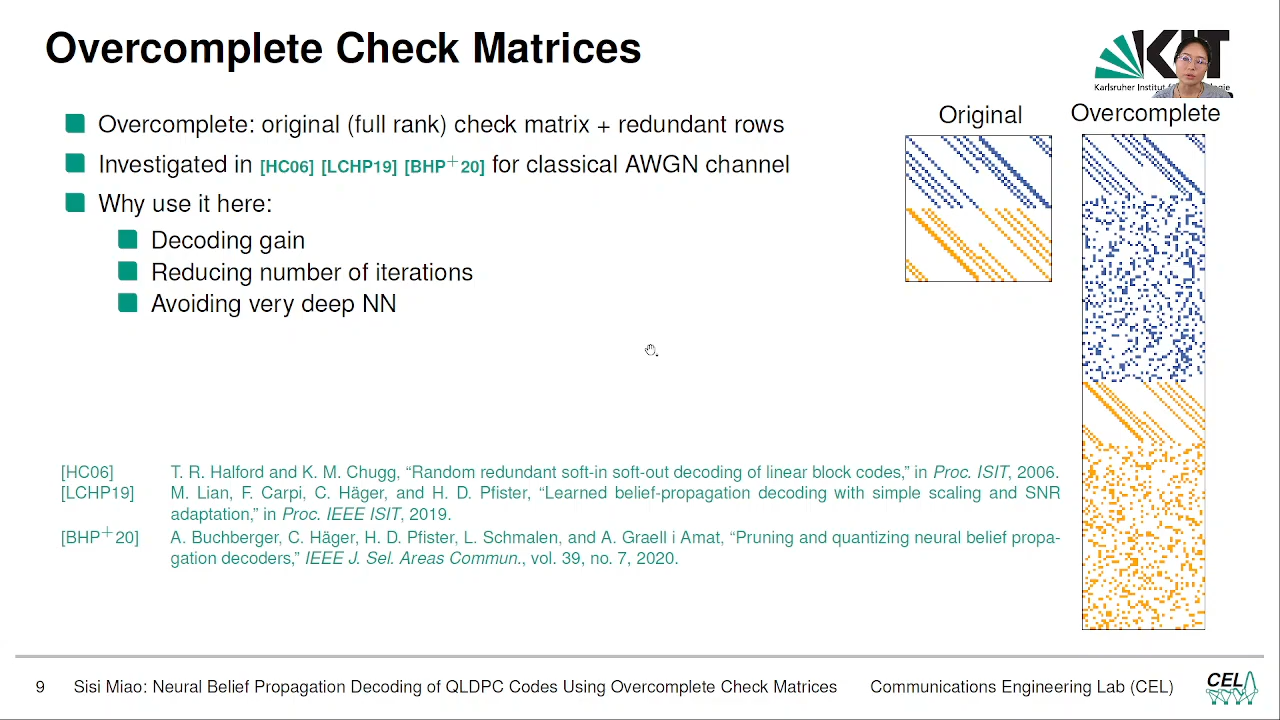 Overcomplete Check Matrices
KIT
Karlsruher Institut
Overcomplete: original (full rank) check matrix + redundant rows
Investigated in [HC06] [LCHP19] [BHP+20] for classical AWGN channel
Why use it here:
Decoding gain
Reducing number of iterations
Avoiding very deep NN
Original
Overcomplete
[HC06] T. R. Halford and K. M. Chugg, “Random redundant soft-in soft-out decoding of linear block codes,” in Proc. ISIT, 2006.
[LCHP19] M. Lian, F. Carpi, C. Häger, and H. D. Pfister, “Learned belief-propagation decoding with simple scaling and SNR
adaptation,” in Proc. IEEE ISIT, 2019.
[BHP+20] A. Buchberger, C. Häger, H. D. Pfister, L. Schmalen, and A. Graell i Amat, “Pruning and quantizing neural belief propa-
gation decoders,” IEEE J. Sel. Areas Commun., vol. 39, no. 7, 2020.
9 Sisi Miao: Neural Belief Propagation Decoding of QLDPC Codes Using Overcomplete Check Matrices Communications Engineering Lab (CEL)
CEL